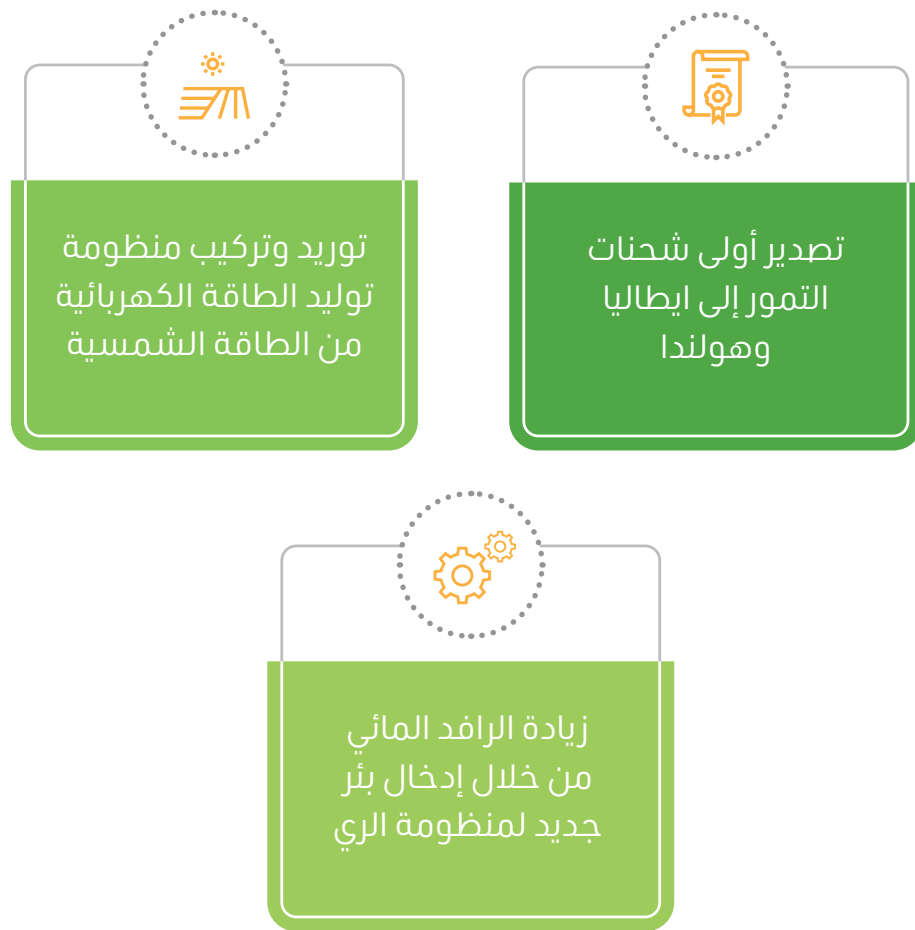 تصدير أولى شحنات
التمور إلى ايطاليا
وهولندا
توريد وتركيب منظومة
توليد الطاقة الكهربائية
من الطاقة الشمسية
زيادة الرافد المائي
من خلال إدخال بئر
جديد لمنظومة الري